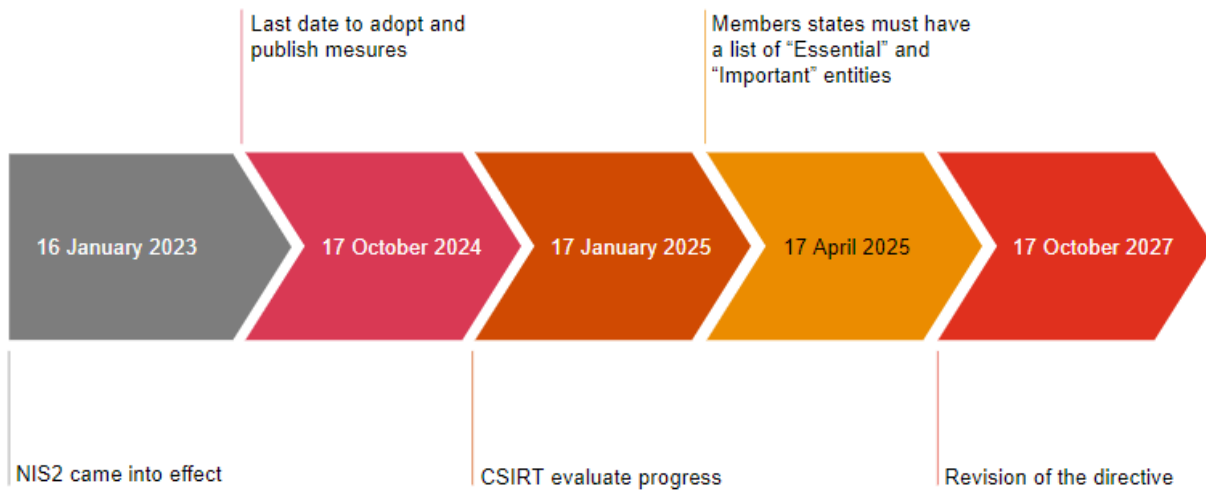 Last date to adopt and
publish mesures
Members states must have
a list of “Essential” and
“Important” entities
16 January 2023
17 October 2024
17 January 2025
17 April 2025
17 October 2027
NIS2 came into effect
CSIRT evaluate progress
Revision of the directive